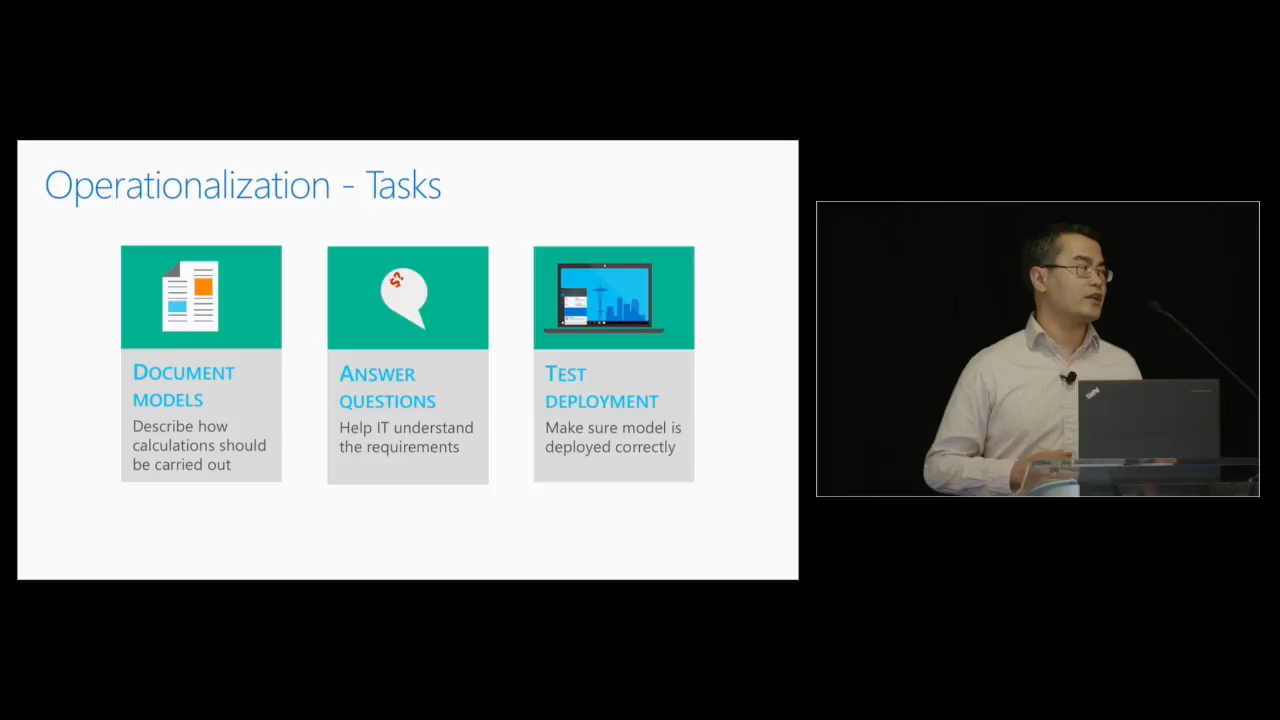 Operationalization - Tasks
DOCUMENT
MODELS
Describe how
calculations should
be carried out
ANSWER
QUESTIONS
Help IT understand
the requirements
TEST
DEPLOYMENT
Make sure model is
deployed correctly